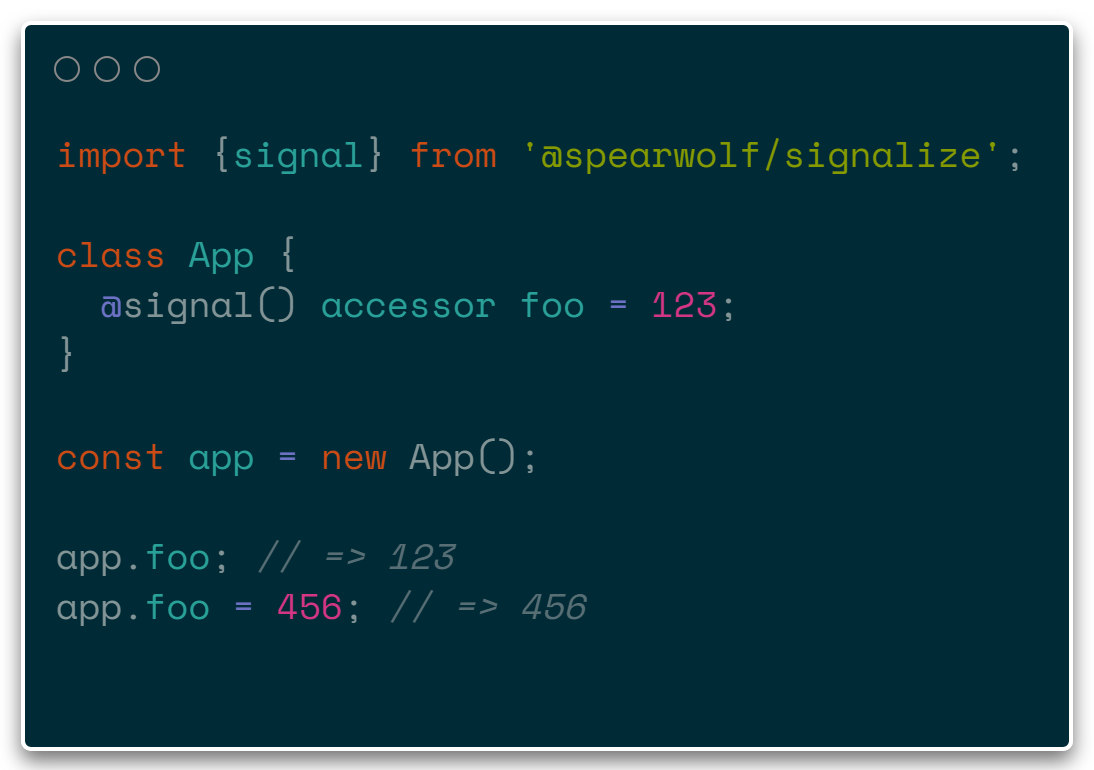 import {signal} from '@spearwolf/signalize';
class App {
  @signal() accessor foo = 123;
}
const app = new App();
app.foo; // => 123
app.foo = 456; // => 456